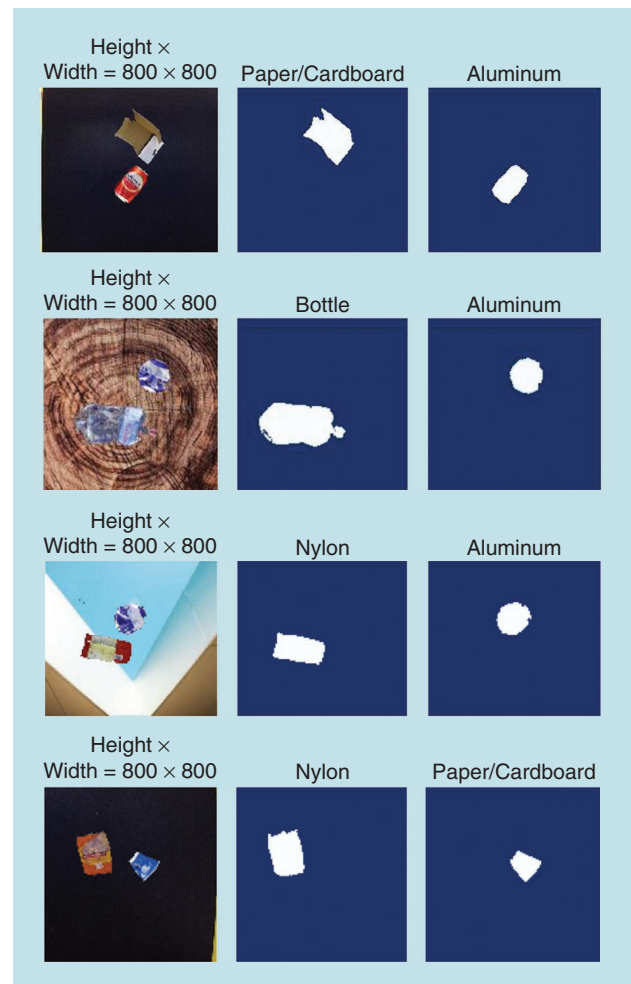 Height ×
Width = 800 × 800
Paper/Cardboard
Aluminum
Height ×
Width = 800 × 800
Bottle
Aluminum
Height ×
Width = 800 × 800
Nylon
Aluminum
Height ×
Width = 800 × 800
Nylon
Paper/Cardboard